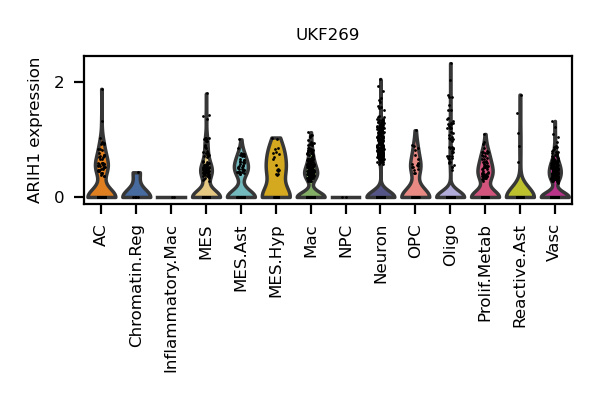 UKF269
ARIH1 expression
2
0
AC
Chromatin.Reg
Inflammatory.Mac
MES
MES.Ast
MES.Hyp
Mac
NPC
Neuron
OPC
Oligo
Prolif.Metab
Reactive.Ast
Vasc